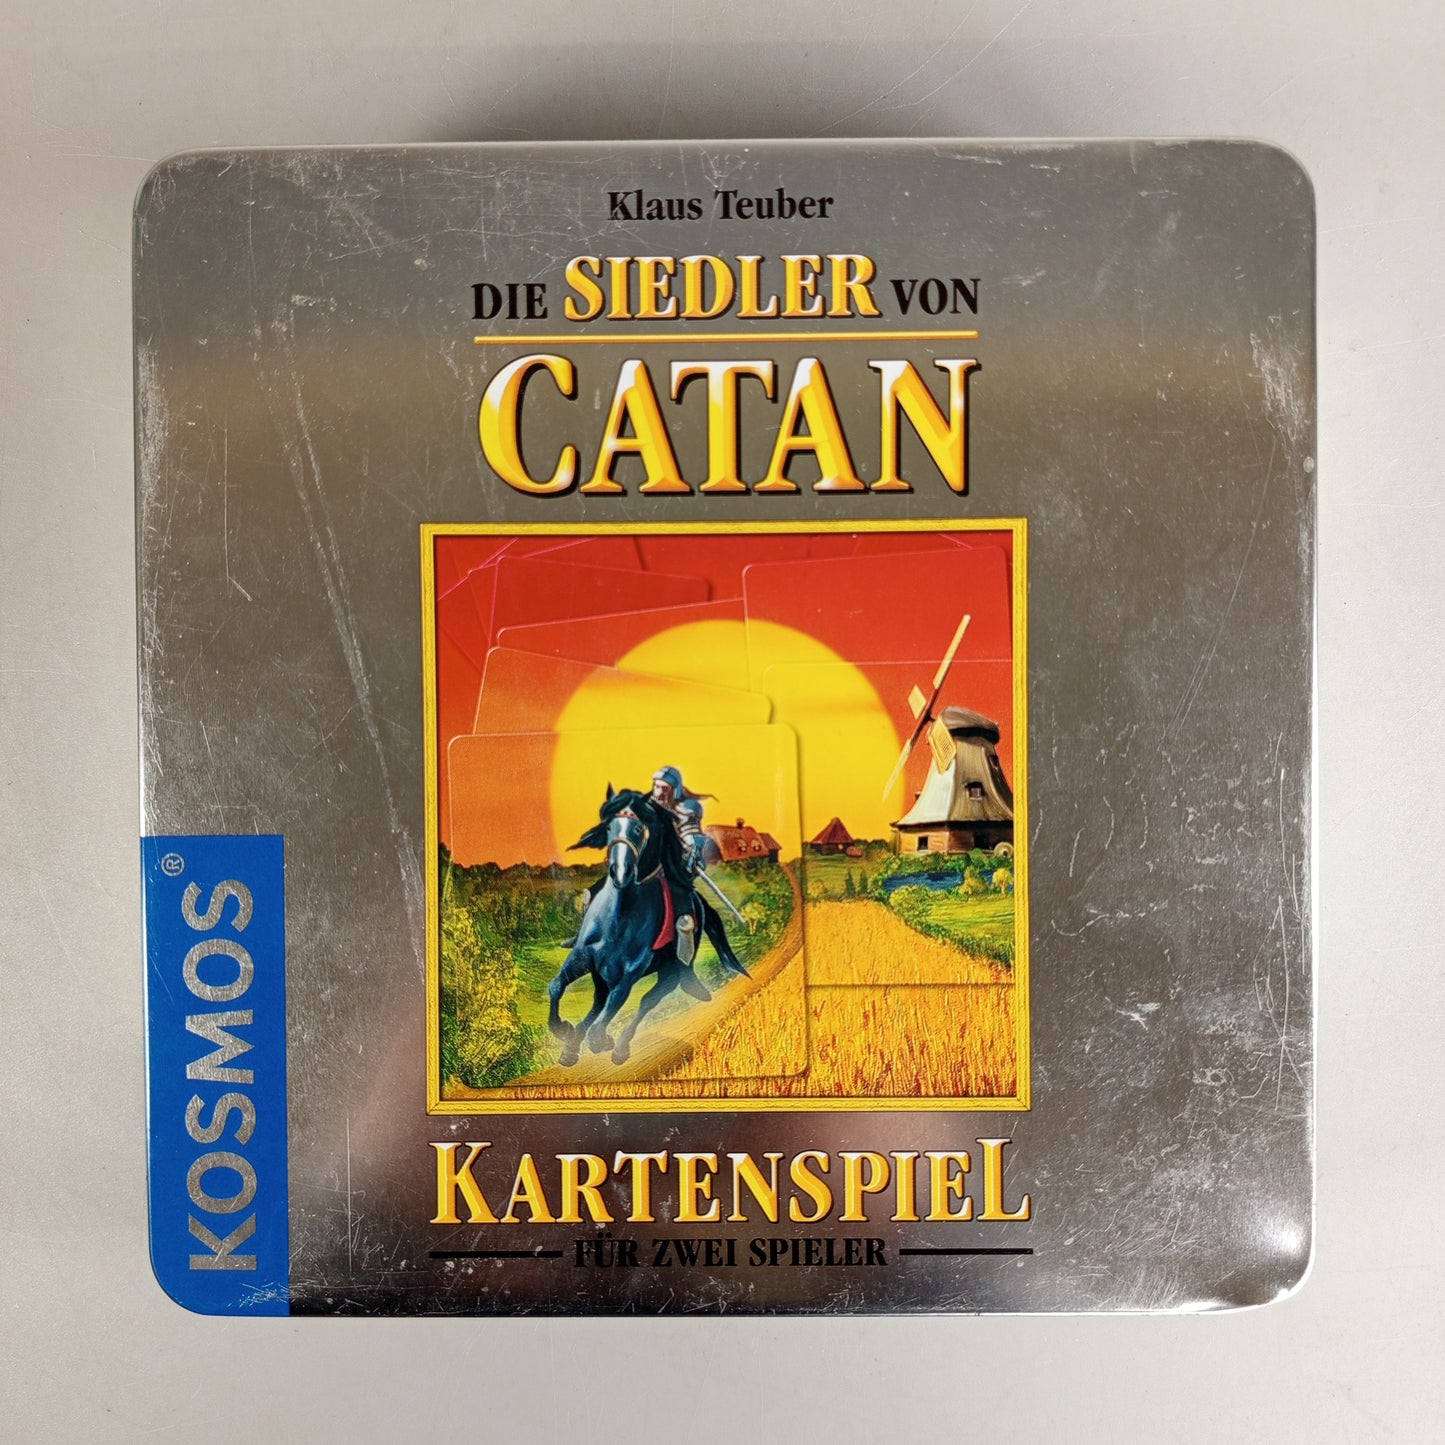 Klaus Teuber
DIE SIEDLER VON
CATAN
KARTENSPIEL
FÜR ZWEI SPIELER
KOSMOS®